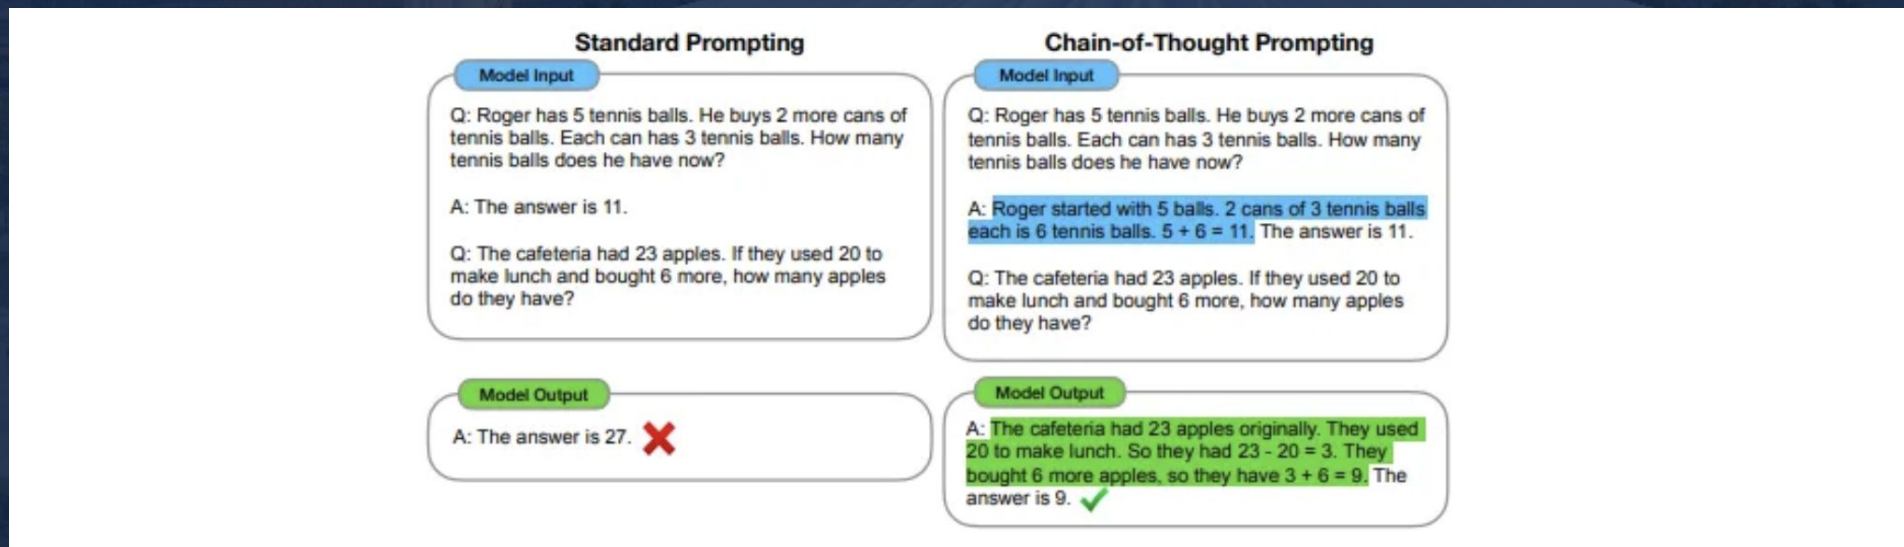 Standard Prompting
Model Input
Q: Roger has 5 tennis balls. He buys 2 more cans of
tennis balls. Each can has 3 tennis balls. How many
tennis balls does he have now?
A: The answer is 11.
Q: The cafeteria had 23 apples. If they used 20 to
make lunch and bought 6 more, how many apples
do they have?
Model Output
A: The answer is 27.
Chain-of-Thought Prompting
Model Input
Q: Roger has 5 tennis balls. He buys 2 more cans of
tennis balls. Each can has 3 tennis balls. How many
tennis balls does he have now?
A: Roger started with 5 balls. 2 cans of 3 tennis balls
each is 6 tennis balls. 5 + 6 = 11. The answer is 11.
Q: The cafeteria had 23 apples. If they used 20 to
make lunch and bought 6 more, how many apples
do they have?
Model Output
A: The cafeteria had 23 apples originally. They used
20 to make lunch. So they had 23 - 20 = 3. They
bought 6 more apples, so they have 3 + 6 = 9. The
answer is 9.